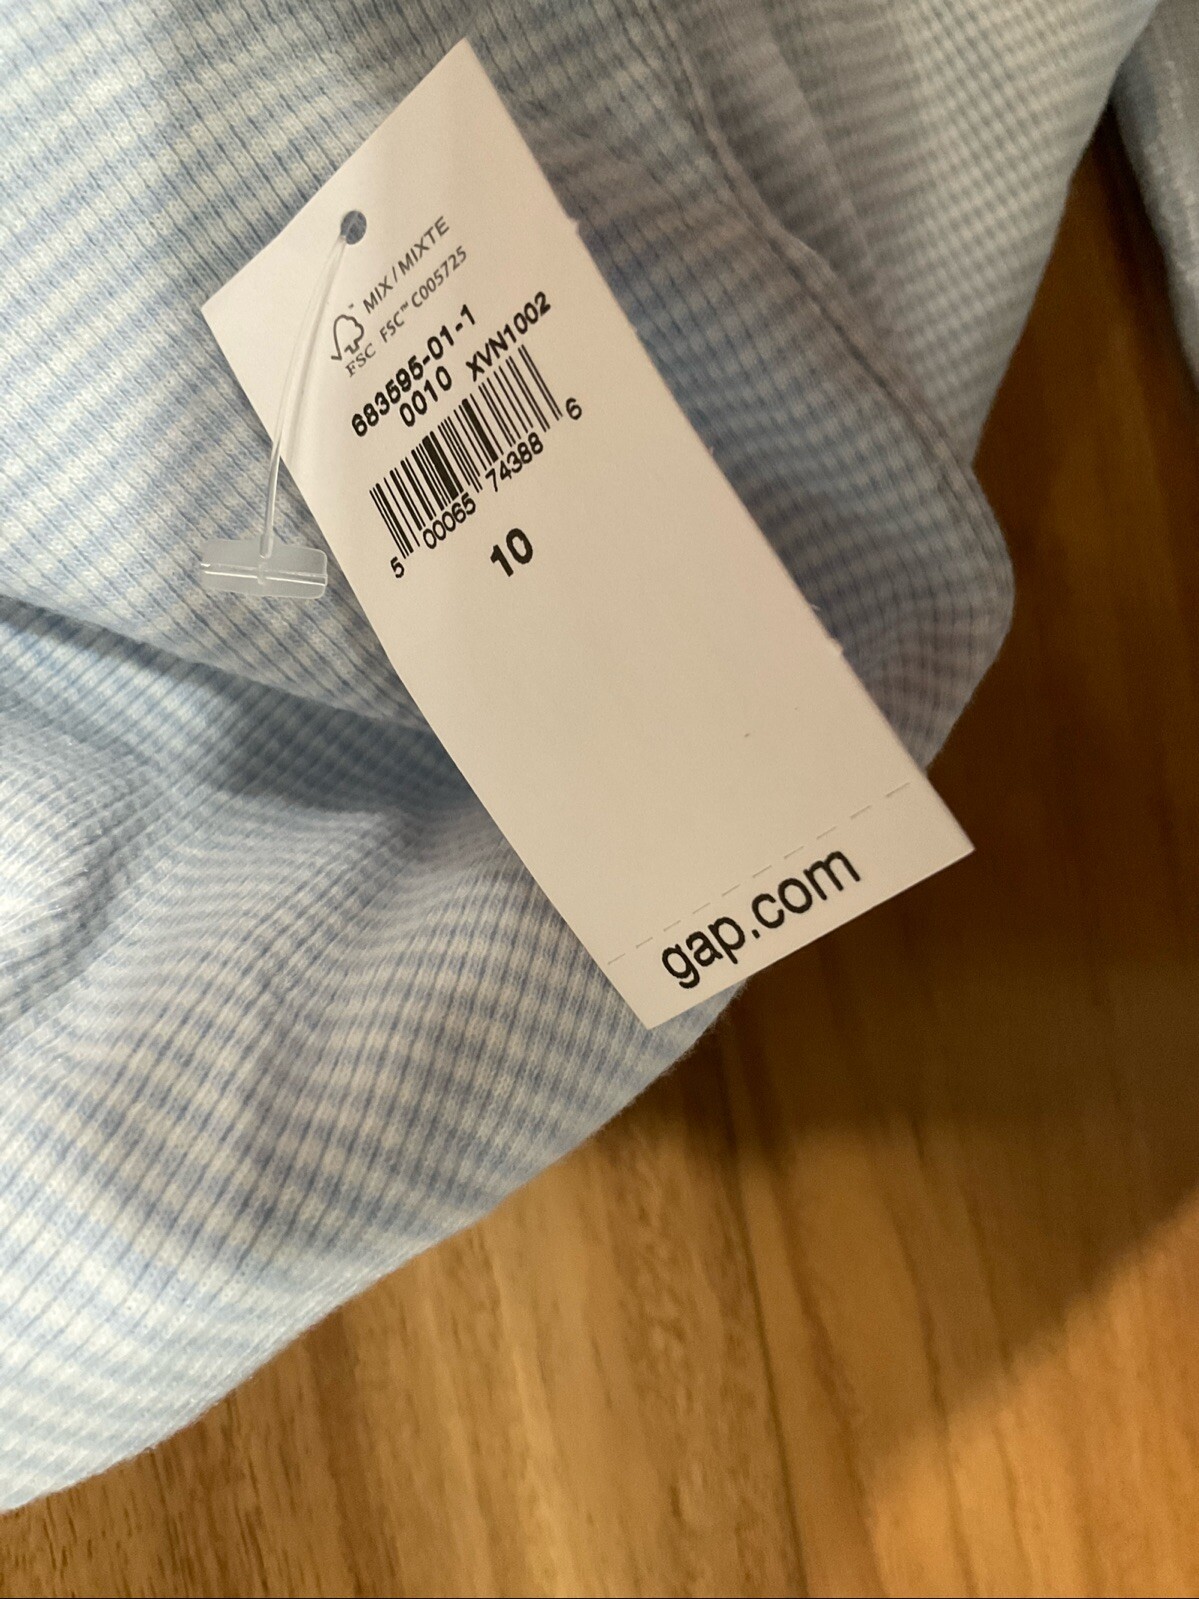 MIX / MIXTE
FSC FSC™ C005725
683595-01-1
0010 XVN1002
5 00065 74388 6
10
gap.com